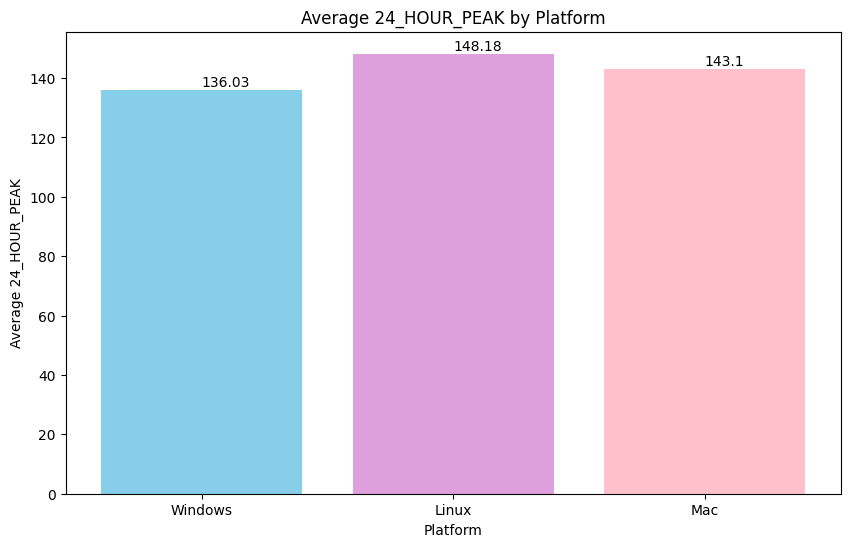 Average 24_HOUR_PEAK by Platform
148.18
143.1
136.03
140
120
100
80
60
40
20
0
Average 24_HOUR_PEAK
Windows
Linux
Mac
Platform